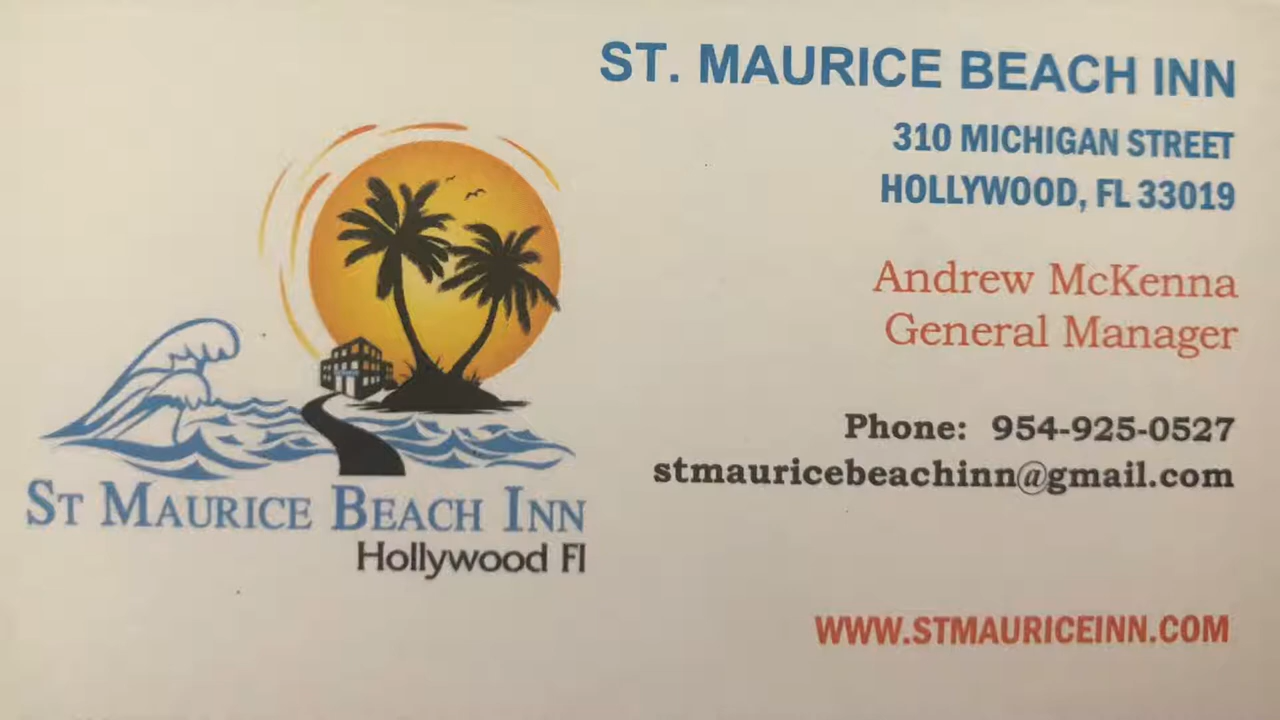 ST. MAURICE BEACH INN
310 MICHIGAN STREET
HOLLYWOOD, FL 33019
Andrew McKenna
General Manager
Phone: 954-925-0527
stmauricebeachinn@gmail.com
WWW.STMAURICEINN.COM
ST MAURICE BEACH INN
Hollywood Fl